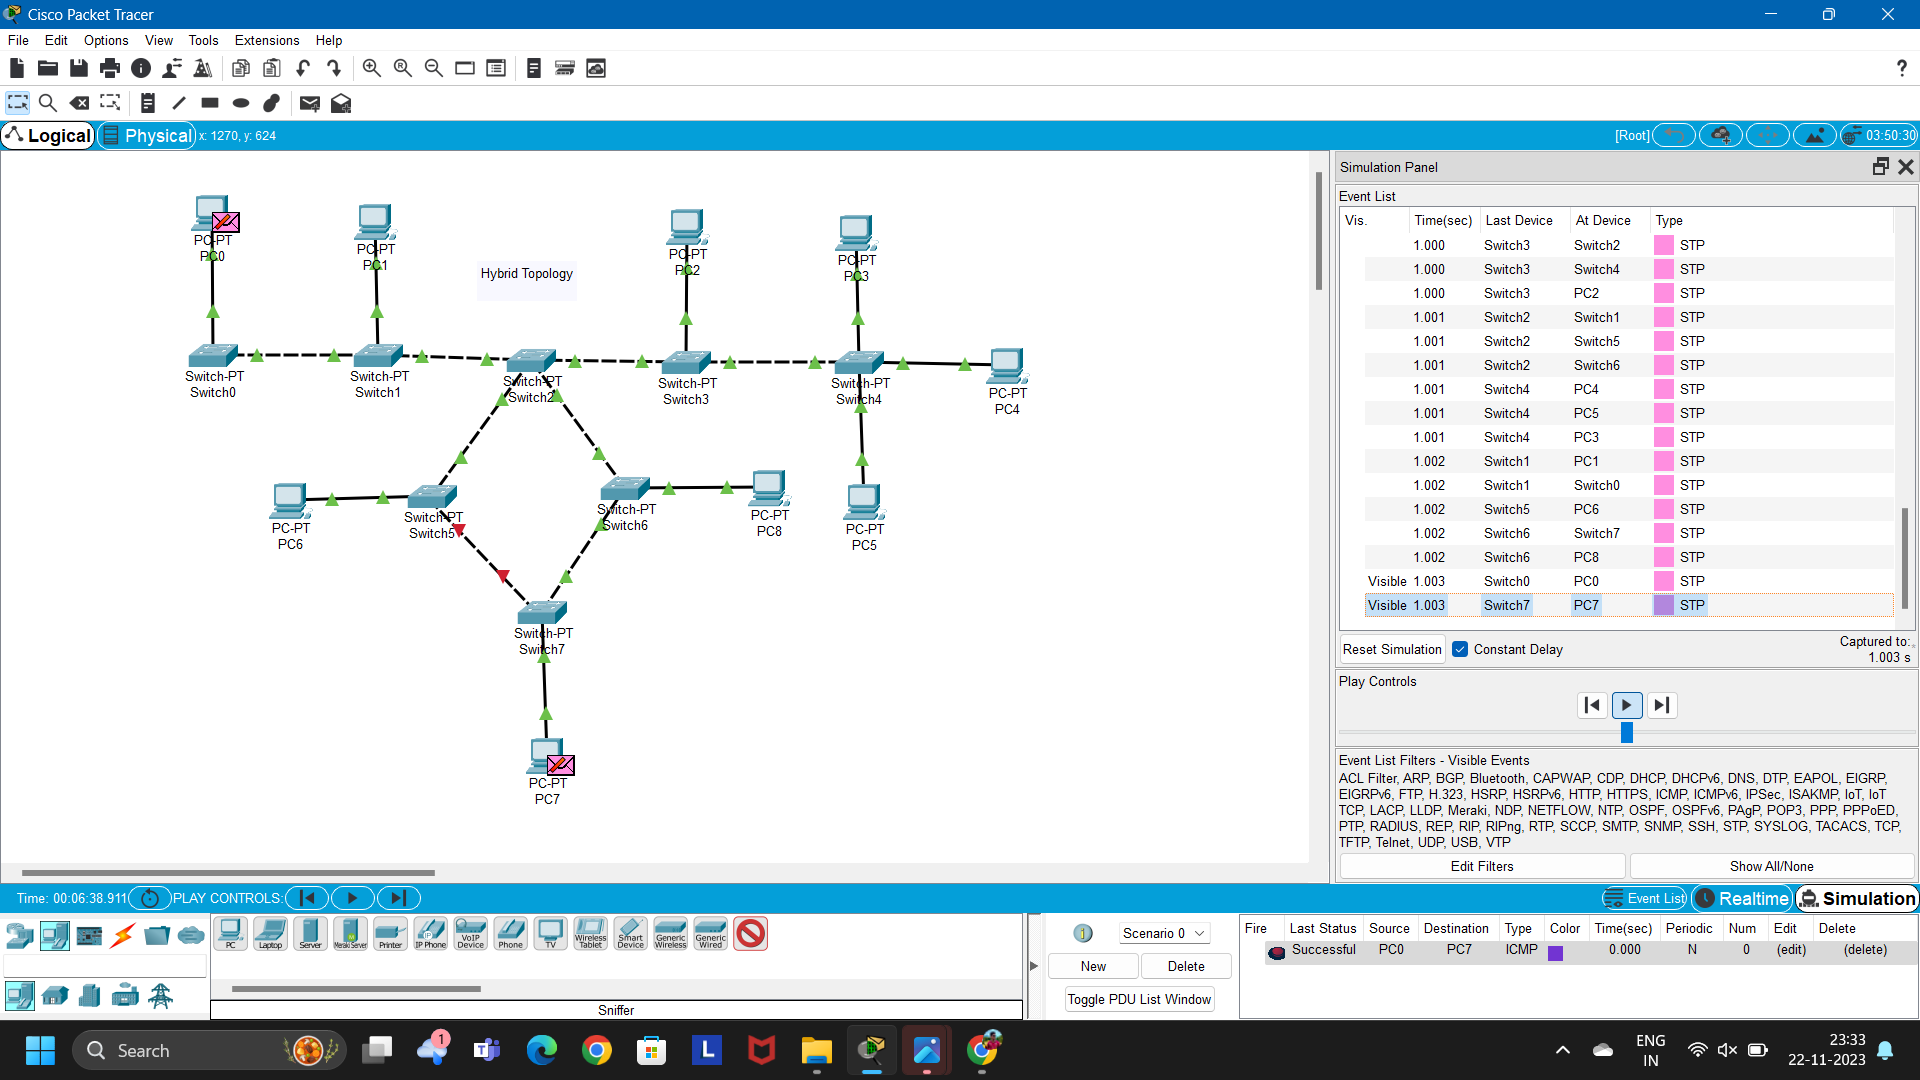 Cisco Packet Tracer
File Edit Options View Tools Extensions Help
Logical Physical x: 1270, y: 624 [Root] 03:50:30
PC-PT
PC0
PC-PT
PC1
Hybrid Topology
PC-PT
PC2
PC-PT
PC3
Switch-PT
Switch0
Switch-PT
Switch1
Switch-PT
Switch2
Switch-PT
Switch3
Switch-PT
Switch4
PC-PT
PC4
PC-PT
PC6
Switch-PT
Switch5
Switch-PT
Switch6
PC-PT
PC8
PC-PT
PC5
Switch-PT
Switch7
PC-PT
PC7
Simulation Panel
Event List
Vis. Time(sec) Last Device At Device Type
1.000 Switch3 Switch2 STP
1.000 Switch3 Switch4 STP
1.000 Switch3 PC2 STP
1.001 Switch2 Switch1 STP
1.001 Switch2 Switch5 STP
1.001 Switch2 Switch6 STP
1.001 Switch4 PC4 STP
1.001 Switch4 PC5 STP
1.001 Switch4 PC3 STP
1.002 Switch1 PC1 STP
1.002 Switch1 Switch0 STP
1.002 Switch5 PC6 STP
1.002 Switch6 Switch7 STP
1.002 Switch6 PC8 STP
Visible 1.003 Switch0 PC0 STP
Visible 1.003 Switch7 PC7 STP
Reset Simulation Constant Delay Captured to:
1.003 s
Play Controls
Event List Filters - Visible Events
ACL Filter, ARP, BGP, Bluetooth, CAPWAP, CDP, DHCP, DHCPv6, DNS, DTP, EAPOL, EIGRP,
EIGRPv6, FTP, H.323, HSRP, HSRPv6, HTTP, HTTPS, ICMP, ICMPv6, IPSec, ISAKMP, IoT, IoT
TCP, LACP, LLDP, Meraki, NDP, NETFLOW, NTP, OSPF, OSPFv6, PAgP, POP3, PPP, PPPoED,
PTP, RADIUS, REP, RIP, RIPng, RTP, SCCP, SMTP, SNMP, SSH, STP, SYSLOG, TACACS, TCP,
TFTP, Telnet, UDP, USB, VTP
Edit Filters Show All/None
Time: 00:06:38.911 PLAY CONTROLS: Event List Realtime Simulation
PC Laptop Server Meraki Server Printer IP Phone VoIP Device Phone TV Wireless Tablet Smart Device Generic Wireless Generic Wired
Sniffer
1 Scenario 0
New Delete
Toggle PDU List Window
Fire Last Status Source Destination Type Color Time(sec) Periodic Num Edit Delete
Successful PC0 PC7 ICMP 0.000 N 0 (edit) (delete)
Search 1 L ENG
IN
23:33
22-11-2023